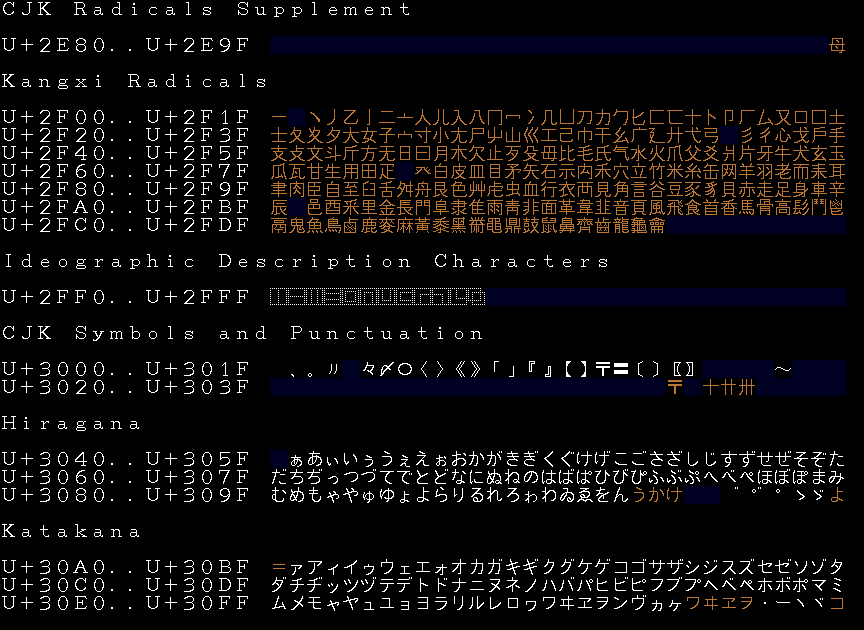 CJK Radicals Supplement
U+2E80..U+2E9F 母
Kangxi Radicals
U+2F00..U+2F1F 一 丶丿乙亅二亠人儿入八冂冖冫几凵刀力勹匕匚匸十卜卩厂厶又口囗土
U+2F20..U+2F3F 士夂夊夕大女子宀寸小尢尸屮山巛工己巾干幺广廴廾弋弓 彡彳心戈戶手
U+2F40..U+2F5F 支攴文斗斤方无日曰月木欠止歹殳毋比毛氏气水火爪父爻爿片牙牛犬玄玉
U+2F60..U+2F7F 瓜瓦甘生用田疋 癶白皮皿目矛矢石示禸禾穴立竹米糸缶网羊羽老而耒耳
U+2F80..U+2F9F 聿肉臣自至臼舌舛舟艮色艸虍虫血行衣襾見角言谷豆豕豸貝赤走足身車辛
U+2FA0..U+2FBF 辰 邑酉釆里金長門阜隶隹雨靑非面革韋韭音頁風飛食首香馬骨高髟鬥鬯
U+2FC0..U+2FDF 鬲鬼魚鳥鹵鹿麥麻黃黍黑黹黽鼎鼓鼠鼻齊齒龍龜龠
Ideographic Description Characters
U+2FF0..U+2FFF ⿰⿱⿲⿳⿴⿵⿶⿷⿸⿹⿺⿻
CJK Symbols and Punctuation
U+3000..U+301F 、。〃 々〆〇〈〉《》「」『』【】〒〓〔〕〖〗 〜
U+3020..U+303F 〒 十卄卅
Hiragana
U+3040..U+305F ぁあぃいぅうぇえぉおかがきぎくぐけげこごさざしじすずせぜそぞた
U+3060..U+307F だちぢっつづてでとどなにぬねのはばぱひびぴふぶぷへべぺほぼぽまみ
U+3080..U+309F むめもゃやゅゆょよらりるれろゎわゐゑをんうかけ ゛゜゛゜ゝゞよ
Katakana
U+30A0..U+30BF =ァアィイゥウェエォオカガキギクグケゲコゴサザシジスズセゼソゾタ
U+30C0..U+30DF ダチヂッツヅテデトドナニヌネノハバパヒビピフブプヘベペホボポマミ
U+30E0..U+30FF ムメモャヤュユョヨラリルレロヮワヰヱヲンヴヵヶワヰヱヲ・ーヽヾコ